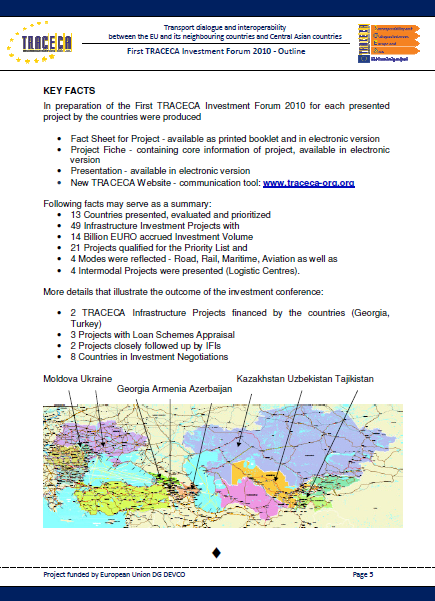 TRACECA
Transport dialogue and interoperability
between the EU and its neighbouring countries and Central Asian countries
First TRACECA Investment Forum 2010 - Outline
KEY FACTS
In preparation of the First TRACECA Investment Forum 2010 for each presented
project by the countries were produced
• Fact Sheet for Project - available as printed booklet and in electronic version
• Project Fiche - containing core information of project, available in electronic
version
• Presentation - available in electronic version
• New TRACECA Website - communication tool: www.traceca-org.org
Following facts may serve as a summary:
• 13 Countries presented, evaluated and prioritized
• 49 Infrastructure Investment Projects with
• 14 Billion EURO accrued Investment Volume
• 21 Projects qualified for the Priority List and
• 4 Modes were reflected - Road, Rail, Maritime, Aviation as well as
• 4 Intermodal Projects were presented (Logistic Centres).
More details that illustrate the outcome of the investment conference:
• 2 TRACECA Infrastructure Projects financed by the countries (Georgia,
Turkey)
• 3 Projects with Loan Schemes Appraisal
• 2 Projects closely followed up by IFIs
• 8 Countries in Investment Negotiations
Moldova Ukraine Kazakhstan Uzbekistan Tajikistan
Georgia Armenia Azerbaijan
Project funded by European Union DG DEVCO Page 5